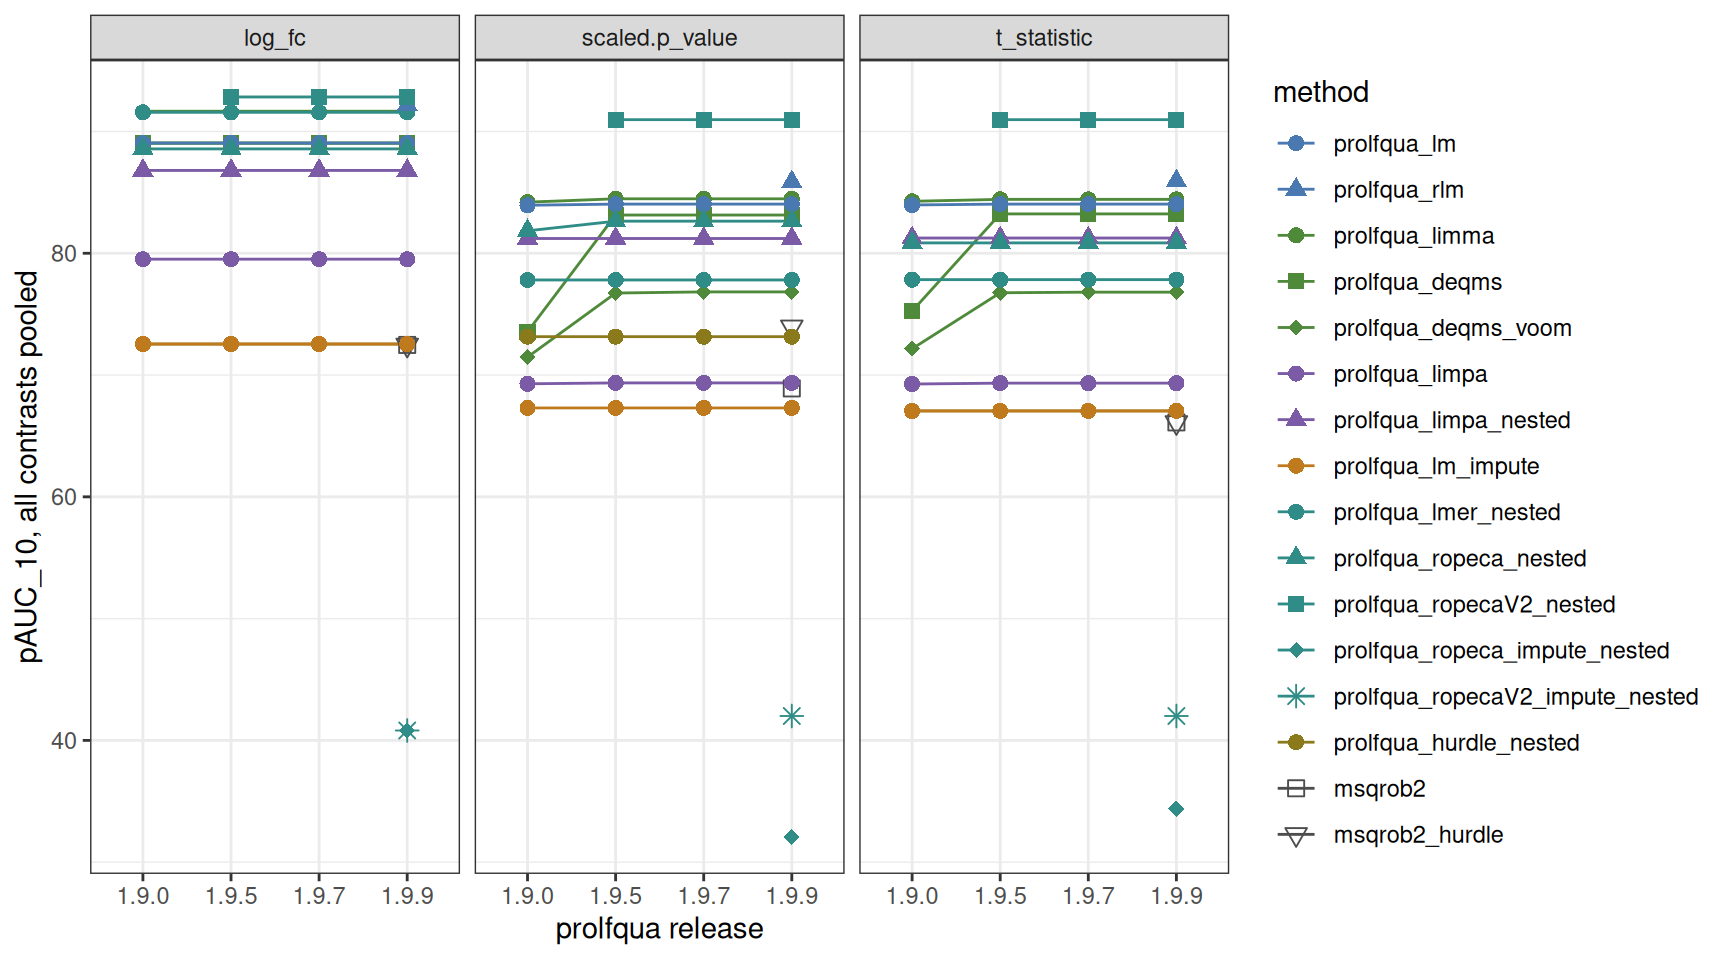 log_fc
scaled.p_value
t_statistic
pAUC_10, all contrasts pooled
80
60
40
1.9.0 1.9.5 1.9.7 1.9.9
1.9.0 1.9.5 1.9.7 1.9.9
1.9.0 1.9.5 1.9.7 1.9.9
prolfqua release
method
prolfqua_lm
prolfqua_rlm
prolfqua_limma
prolfqua_deqms
prolfqua_deqms_voom
prolfqua_limpa
prolfqua_limpa_nested
prolfqua_lm_impute
prolfqua_lmer_nested
prolfqua_ropeca_nested
prolfqua_ropecaV2_nested
prolfqua_ropeca_impute_nested
prolfqua_ropecaV2_impute_nested
prolfqua_hurdle_nested
msqrob2
msqrob2_hurdle